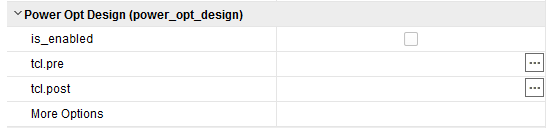 Power Opt Design (power_opt_design)
is_enabled
tcl.pre
...
tcl.post
...
More Options